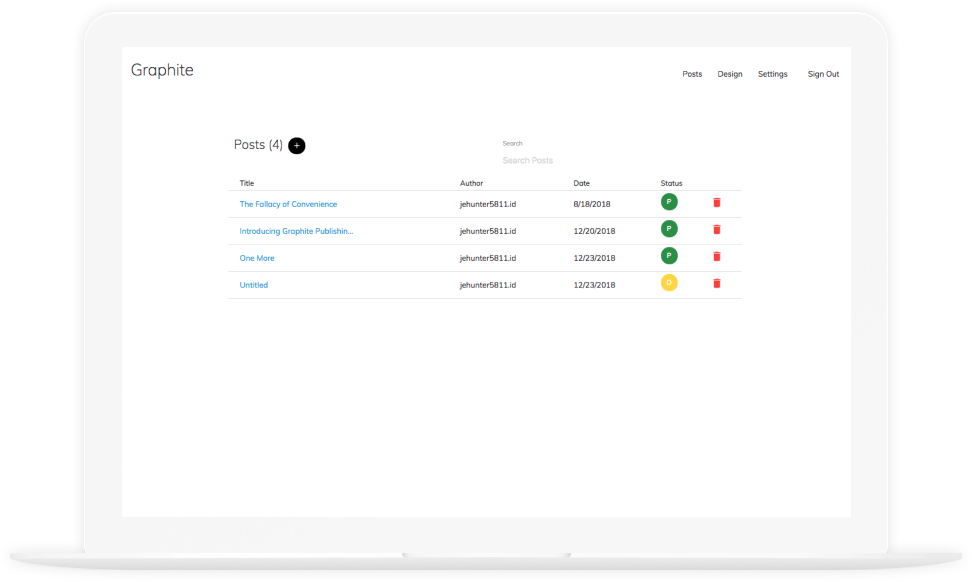 Graphite
Posts Design Settings Sign Out
Posts (4) +
Search
Search Posts
Title Author Date Status
The Fallacy of Convenience jehunter5811.id 8/18/2018 P
Introducing Graphite Publishin... jehunter5811.id 12/20/2018 P
One More jehunter5811.id 12/23/2018 P
Untitled jehunter5811.id 12/23/2018 D